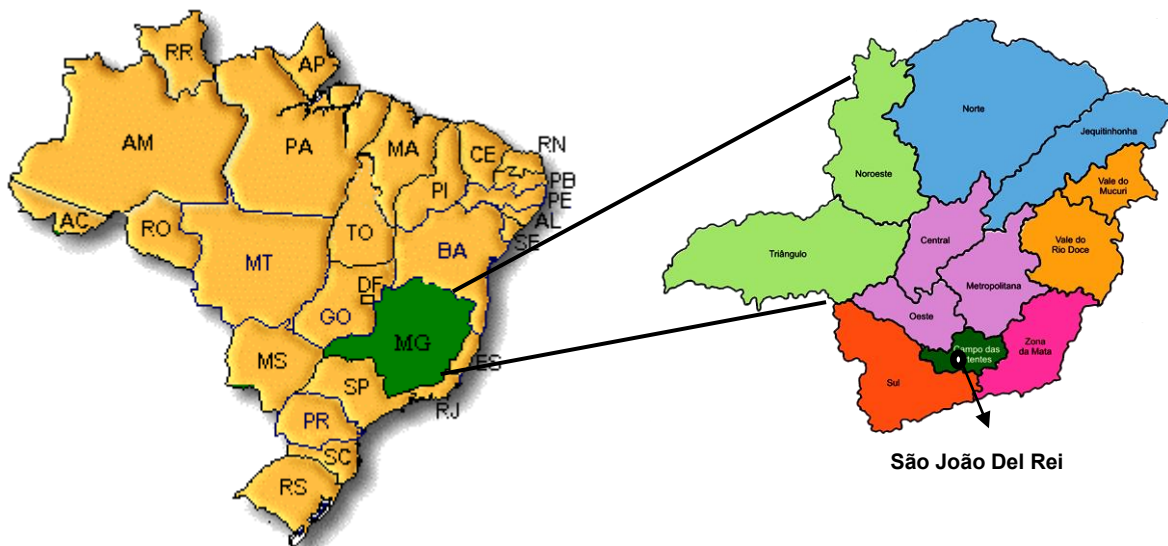 RR
AP
AM
PA
MA
CE
RN
PB
PE
AL
SE
PI
AC
RO
TO
BA
MT
DF
GO
MG
ES
MS
SP
RJ
PR
SC
RS
Norte
Jequitinhonha
Noroeste
Vale do
Mucuri
Triângulo
Central
Vale do
Rio Doce
Metropolitana
Oeste
Campo das
tentes
Zona
da Mata
Sul
São João Del Rei